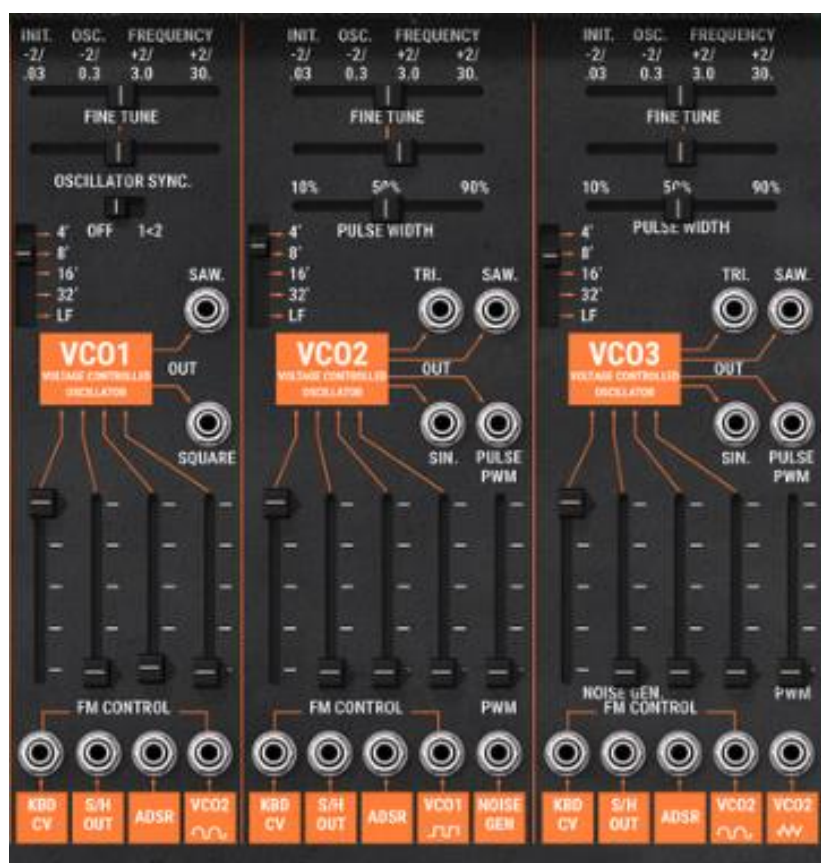 INIT. OSC. FREQUENCY
-2/ -2/ +2/ +2/
.03 0.3 3.0 30.
FINE TUNE
OSCILLATOR SYNC.
OFF 1<2
4'
8'
16'
32'
LF
SAW.
VCO1
VOLTAGE CONTROLLED
OSCILLATOR
OUT
SQUARE
FM CONTROL
KBD CV
S/H OUT
ADSR
VCO2
INIT. OSC. FREQUENCY
-2/ -2/ +2/ +2/
.03 0.3 3.0 30.
FINE TUNE
10% 50% 90%
PULSE WIDTH
4'
8'
16'
32'
LF
TRI. SAW.
VCO2
VOLTAGE CONTROLLED
OSCILLATOR
OUT
SIN. PULSE
PWM
FM CONTROL PWM
KBD CV
S/H OUT
ADSR
VCO1
NOISE GEN
INIT. OSC. FREQUENCY
-2/ -2/ +2/ +2/
.03 0.3 3.0 30.
FINE TUNE
10% 50% 90%
PULSE WIDTH
4'
8'
16'
32'
LF
TRI. SAW.
VCO3
VOLTAGE CONTROLLED
OSCILLATOR
OUT
SIN. PULSE
PWM
NOISE GEN. PWM
FM CONTROL
KBD CV
S/H OUT
ADSR
VCO2
VCO2